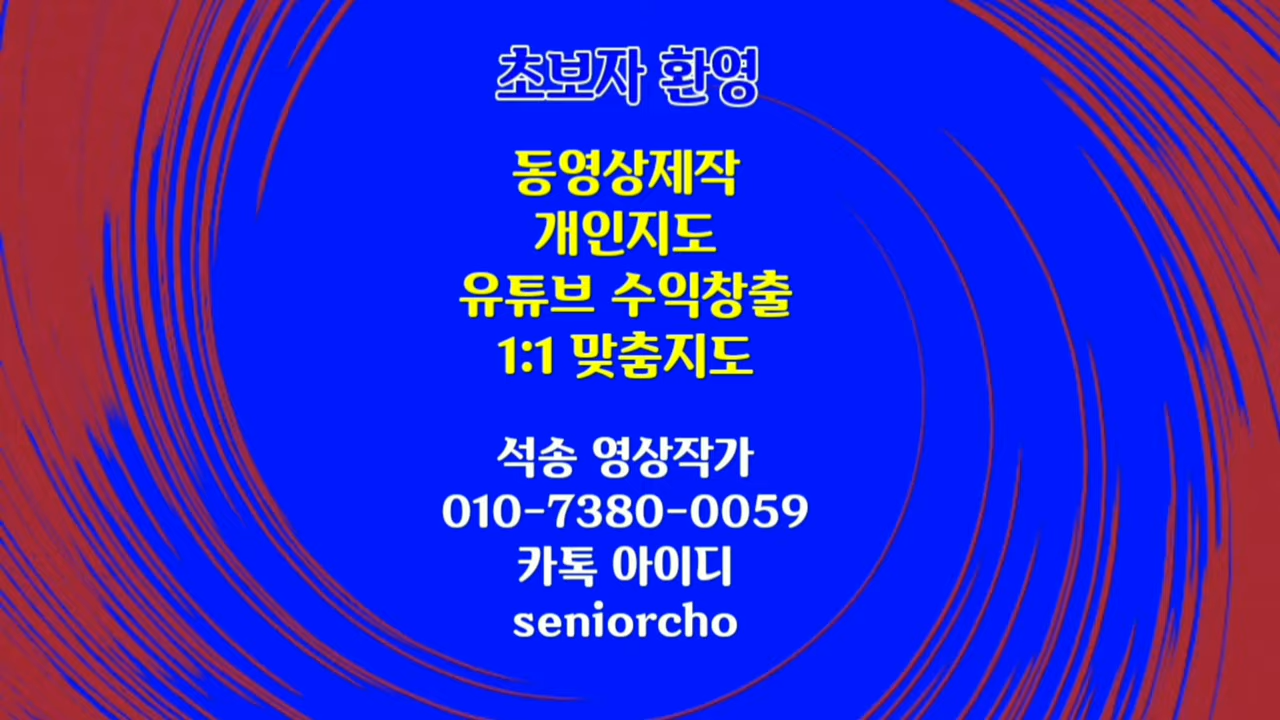 초보자 환영
동영상제작
개인지도
유튜브 수익창출
1:1 맞춤지도
석송 영상작가
010-7380-0059
카톡 아이디
seniorcho